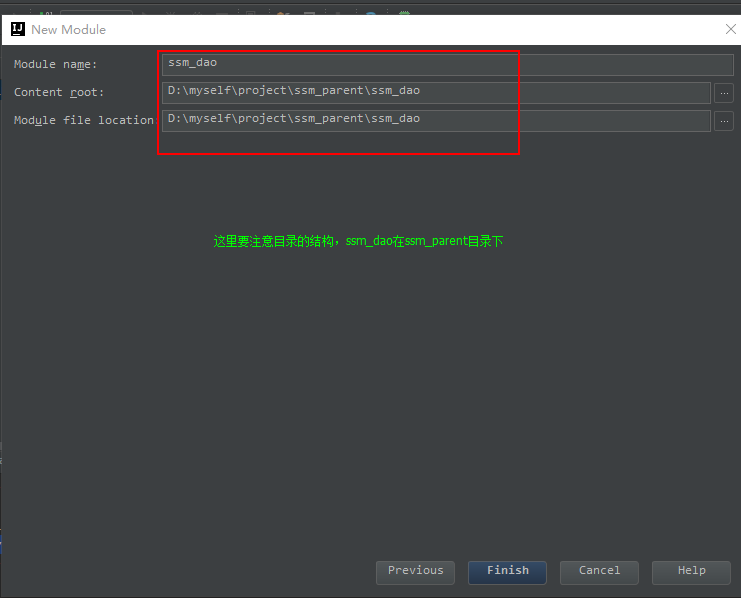 New Module
Module name: ssm_dao
Content root: D:\myself\project\ssm_parent\ssm_dao ...
Module file location: D:\myself\project\ssm_parent\ssm_dao ...
这里要注意目录的结构，ssm_dao在ssm_parent目录下
Previous Finish Cancel Help